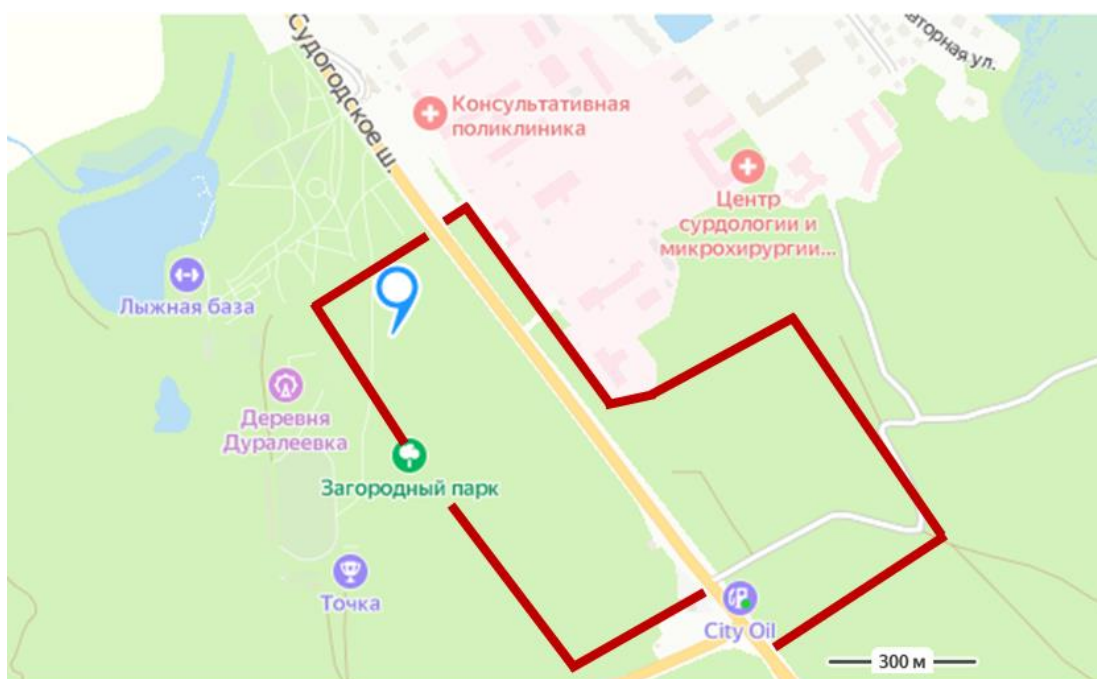 Судогодское ш.
аторная ул.
Консультативная
поликлиника
Центр
сурдологии и
микрохирургии...
Лыжная база
Деревня
Дуралеевка
Загородный парк
Точка
City Oil
300 м